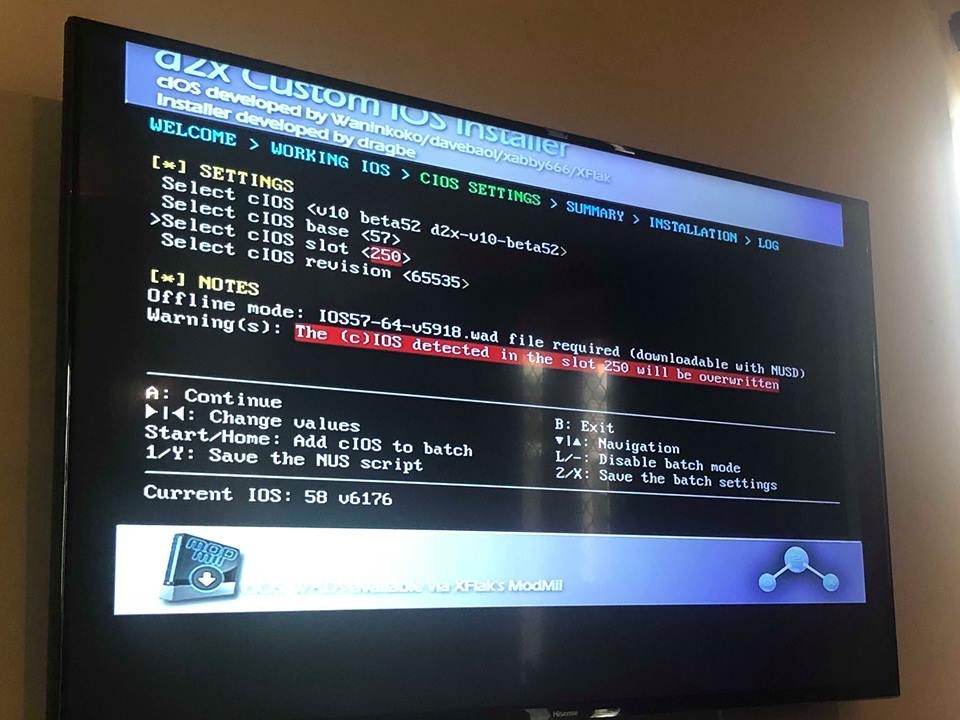 d2x Custom IOS Installer
cIOS developed by Waninkoko/davebaol/xabby666/XFlak
Installer developed by dragbe
WELCOME > WORKING IOS > CIOS SETTINGS > SUMMARY > INSTALLATION > LOG
[*] SETTINGS
Select cIOS <v10 beta52 d2x-v10-beta52>
Select cIOS base <57>
>Select cIOS slot <250>
Select cIOS revision <65535>
[*] NOTES
Offline mode: IOS57-64-v5918.wad file required (downloadable with NUSD)
Warning(s): The (c)IOS detected in the slot 250 will be overwritten
A: Continue
►|◄: Change values
Start/Home: Add cIOS to batch
1/Y: Save the NUS script
B: Exit
▼|▲: Navigation
L/-: Disable batch mode
2/X: Save the batch settings
Current IOS: 58 v6176
mod
mii
cIOS WADs available via XFlak's ModMii
Hisense